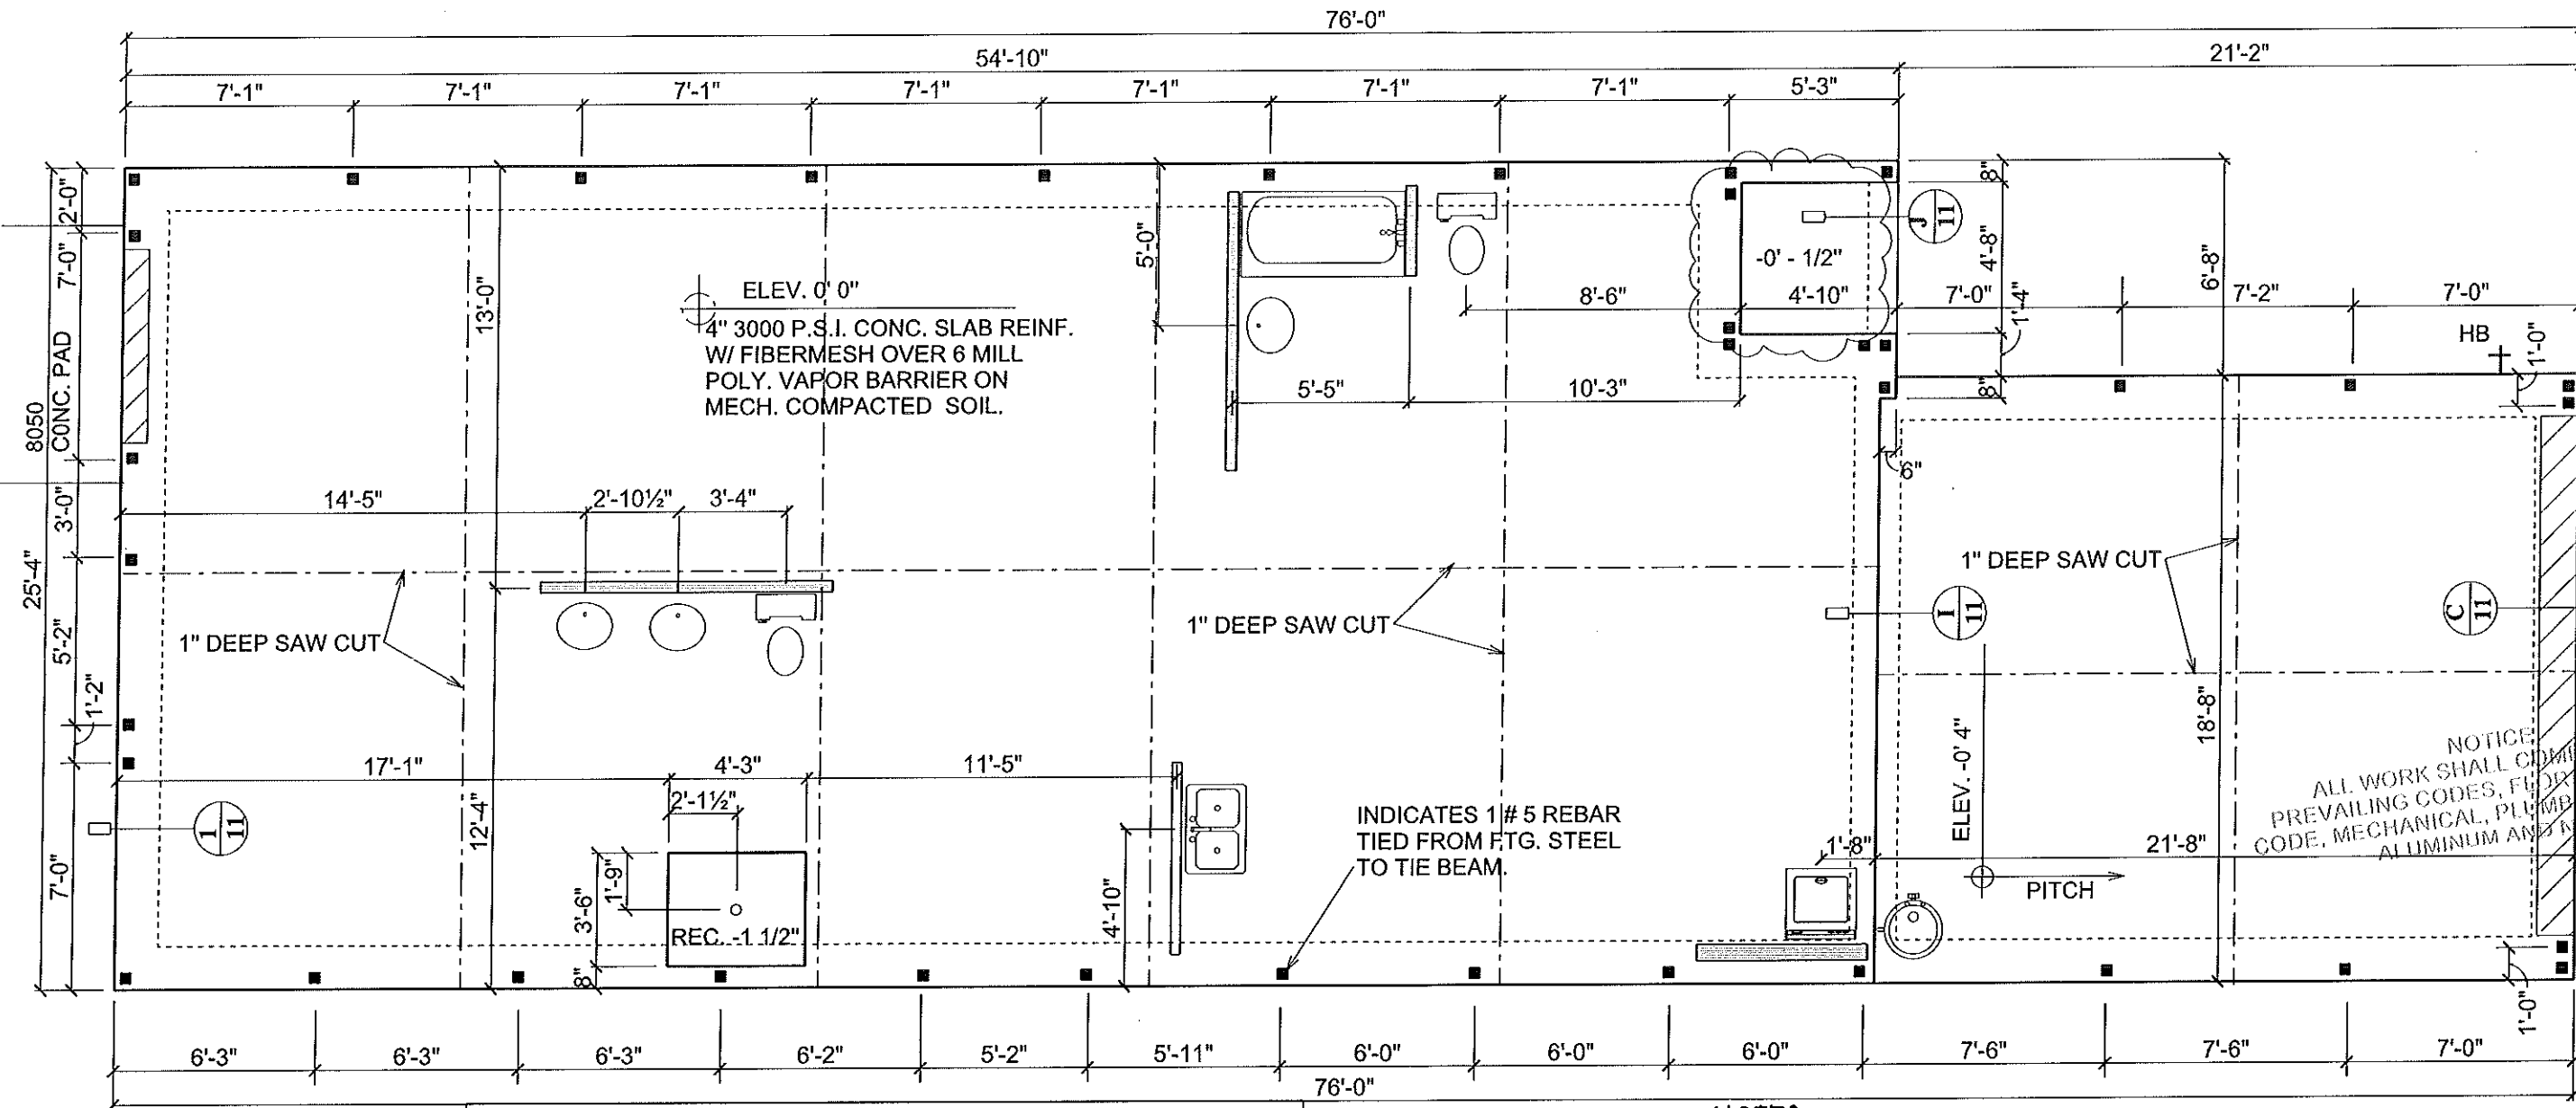 76'-0"
54'-10"
21'-2"
7'-1"
7'-1"
7'-1"
7'-1"
7'-1"
7'-1"
7'-1"
5'-3"
2'-0"
7'-0"
CONC. PAD
8050
3'-0"
25'-4"
5'-2"
1'-2"
7'-0"
13'-0"
ELEV. 0' 0"
4" 3000 P.S.I. CONC. SLAB REINF.
W/ FIBERMESH OVER 6 MILL
POLY. VAPOR BARRIER ON
MECH. COMPACTED SOIL.
5'-0"
8'-6"
5'-5"
10'-3"
-0' - 1/2"
4'-10"
J
11
8"
4'-8"
1'-4"
8"
6'-8"
7'-0"
7'-2"
7'-0"
HB
1'-0"
6"
14'-5"
2'-10½"
3'-4"
1" DEEP SAW CUT
1" DEEP SAW CUT
1" DEEP SAW CUT
I
11
C
11
17'-1"
4'-3"
11'-5"
2'-1½"
12'-4"
1
11
3'-6"
1'-9"
REC. -1 1/2"
8"
4'-10"
INDICATES 1 # 5 REBAR
TIED FROM FTG. STEEL
TO TIE BEAM.
1'-8"
ELEV. -0' 4"
PITCH
18'-8"
21'-8"
NOTICE
ALL WORK SHALL
PREVAILING CODES,
CODE, MECHANICAL,
ALUMINUM AND
1'-0"
6'-3"
6'-3"
6'-3"
6'-2"
5'-2"
5'-11"
6'-0"
6'-0"
6'-0"
7'-6"
7'-6"
7'-0"
76'-0"